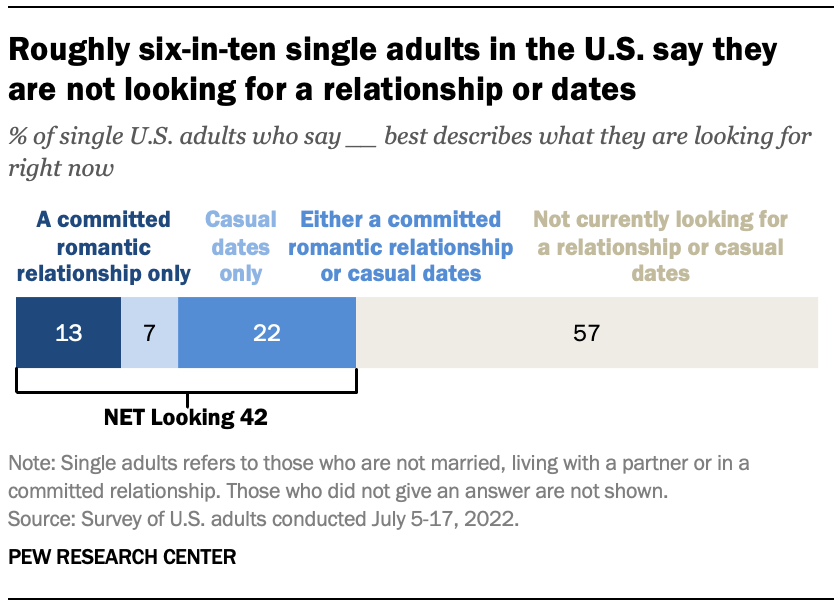 Roughly six-in-ten single adults in the U.S. say they
are not looking for a relationship or dates
% of single U.S. adults who say __ best describes what they are looking for
right now
A committed
romantic
relationship only
Casual
dates
only
Either a committed
romantic relationship
or casual dates
Not currently looking for
a relationship or casual
dates
13 7 22 57
NET Looking 42
Note: Single adults refers to those who are not married, living with a partner or in a
committed relationship. Those who did not give an answer are not shown.
Source: Survey of U.S. adults conducted July 5-17, 2022.
PEW RESEARCH CENTER